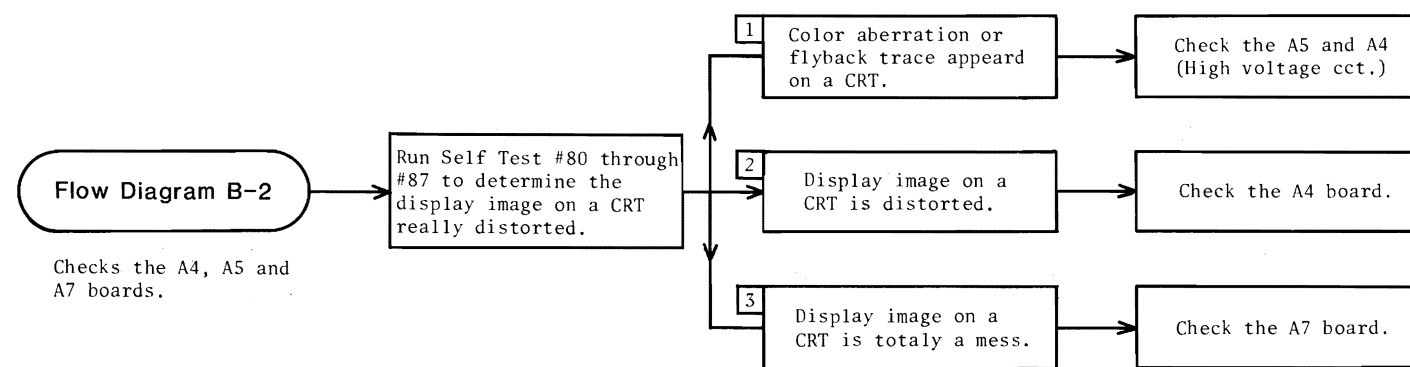 Flow Diagram B-2
Checks the A4, A5 and
A7 boards.
Run Self Test #80 through
#87 to determine the
display image on a CRT
really distorted.
1
Color aberration or
flyback trace appeard
on a CRT.
Check the A5 and A4
(High voltage cct.)
2
Display image on a
CRT is distorted.
Check the A4 board.
3
Display image on a
CRT is totaly a mess.
Check the A7 board.